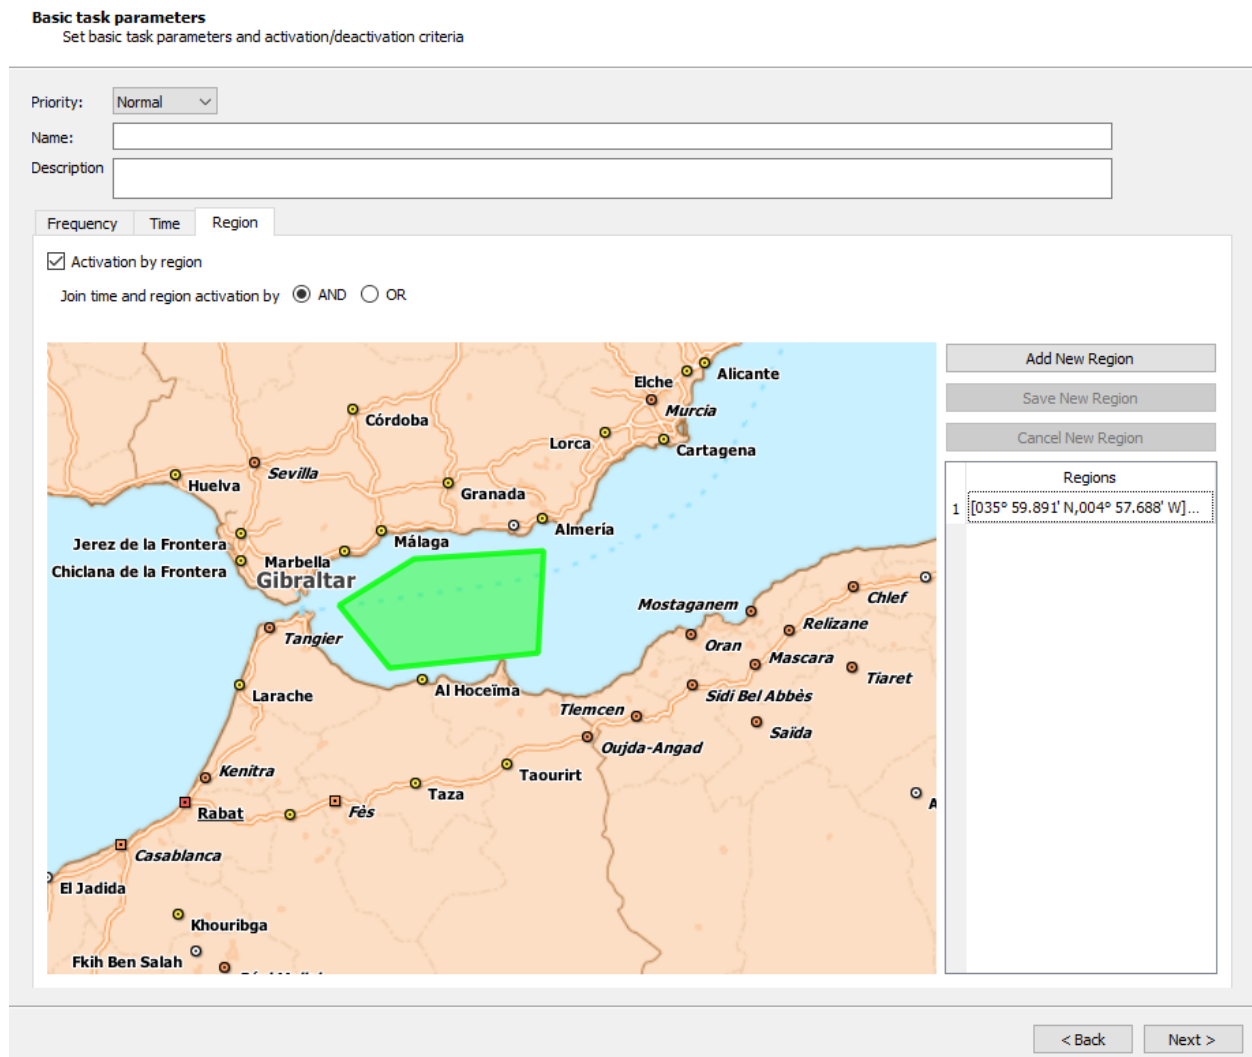 Basic task parameters
Set basic task parameters and activation/deactivation criteria
Priority: Normal
Name:
Description
Frequency Time Region
Activation by region
Join time and region activation by AND OR
Add New Region
Save New Region
Cancel New Region
Regions
1 [035° 59.891' N,004° 57.688' W]...
Alicante
Elche
Murcia
Córdoba
Lorca
Cartagena
Sevilla
Huelva
Granada
Almería
Málaga
Jerez de la Frontera
Marbella
Chiclana de la Frontera
Gibraltar
Chlef
Mostaganem
Relizane
Tangier
Oran
Mascara
Tiaret
Al Hoceïma
Larache
Sidi Bel Abbès
Tlemcen
Saïda
Oujda-Angad
Kenitra
Taourirt
Taza
Rabat
Fès
Casablanca
El Jadida
Khouribga
Fkih Ben Salah
< Back Next >